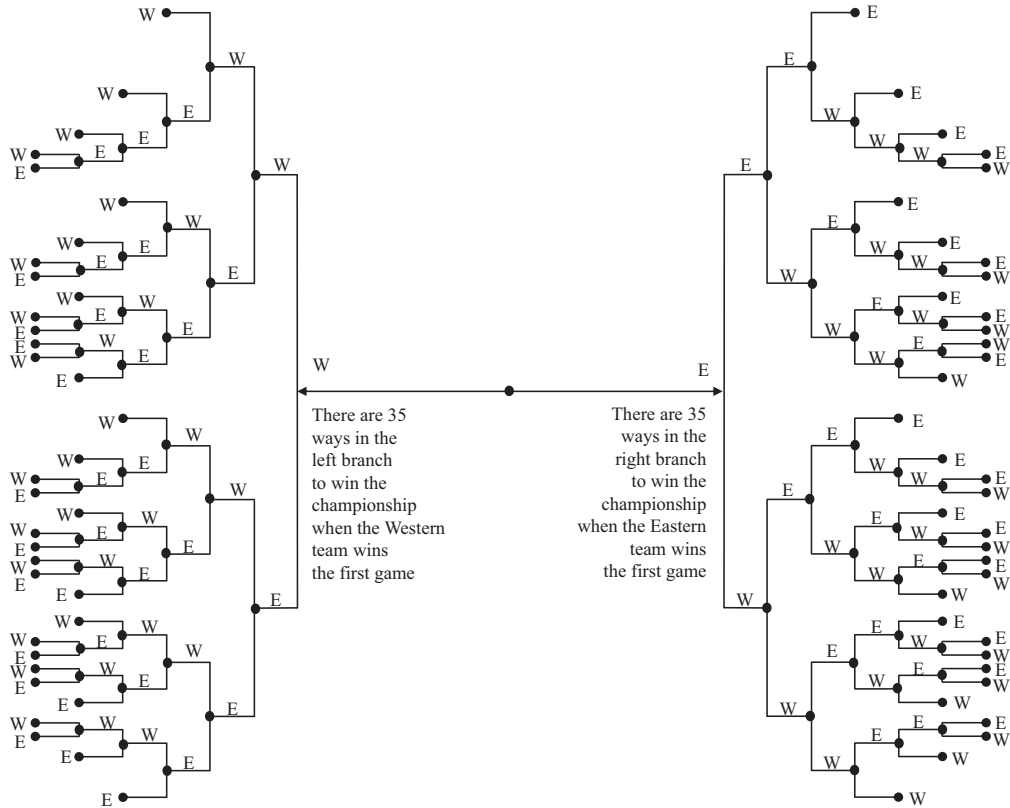 W
W
W
E
W E
W E
E W
W
W
W E
W E
E E
W W
W E
E E
E W
W E
E
W
W
W E
W E
E W
W W
W E
E E
W W
E E
E
W W
W E
E W
W W
E E
E
E
W W
E W
E E
E
W
There are 35
ways in the
left branch
to win the
championship
when the Western
team wins
the first game
E
There are 35
ways in the
right branch
to win the
championship
when the Eastern
team wins
the first game
E
E
E
W
W E
W E
E W
E
E
W E
W E
W W
E E
W E
W W
E W
W E
W
E
E
W E
W E
E W
E E
W E
W W
E E
W W
W
W
E E
W E
E W
E E
W W
W
W
E E
E W
W W
W